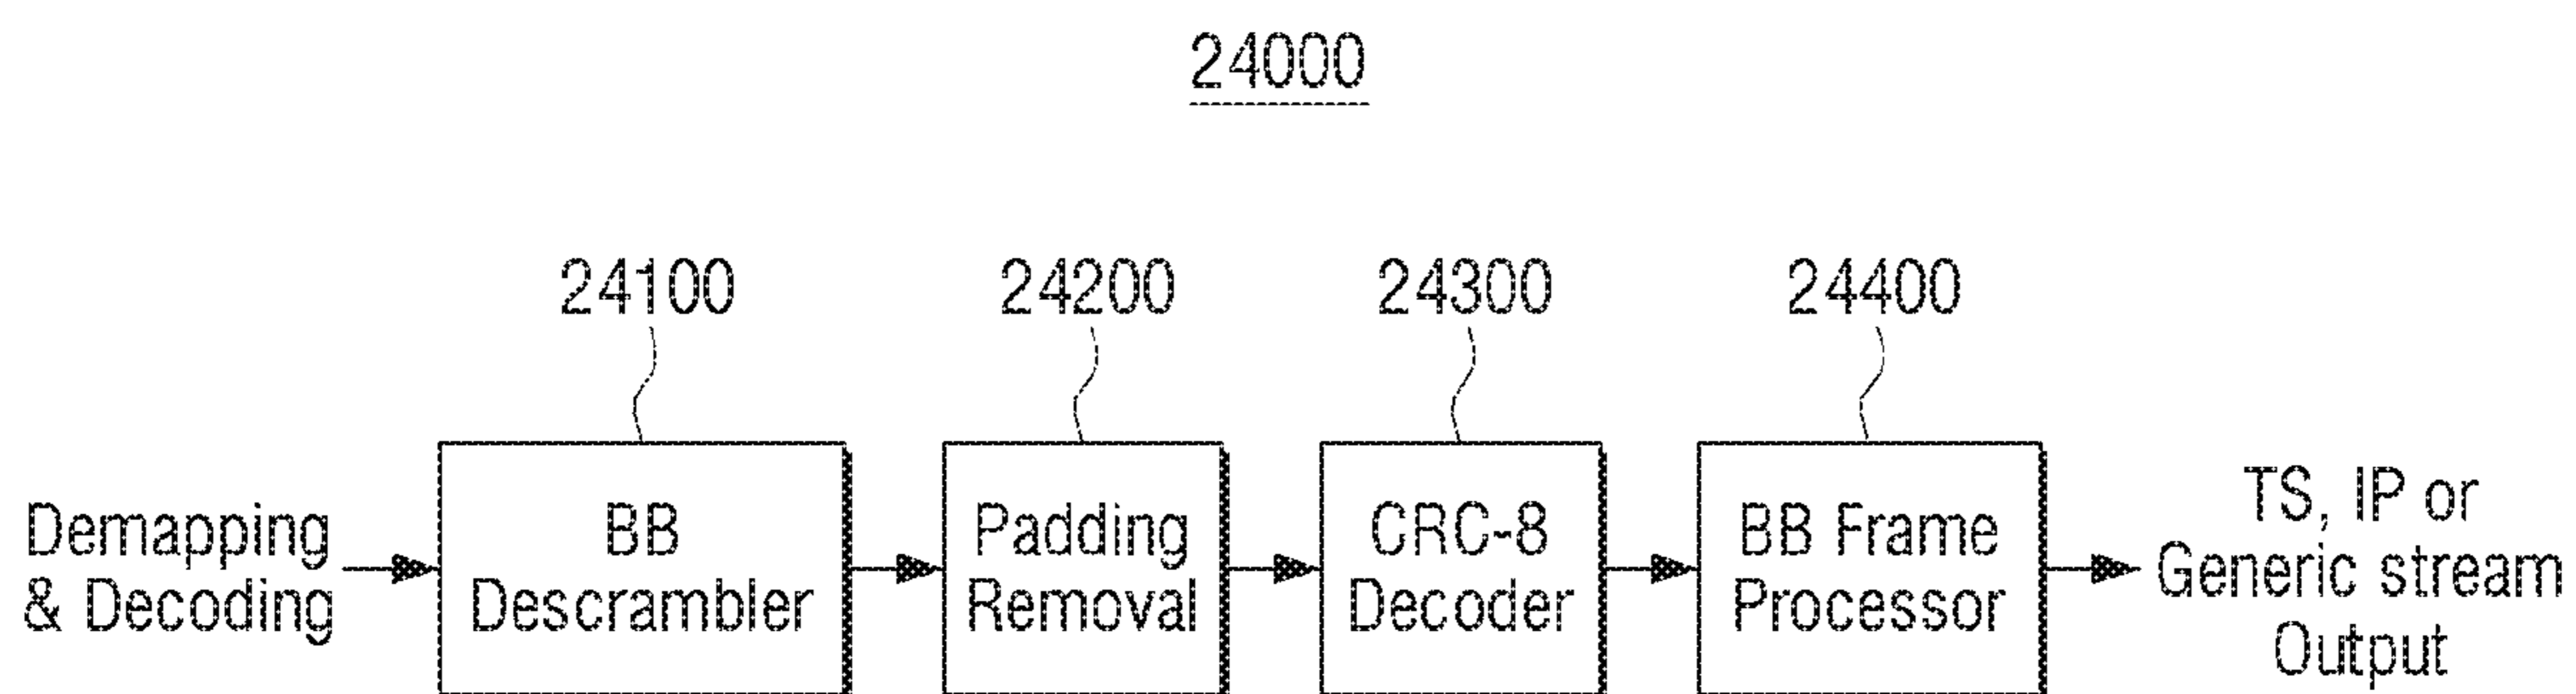 24000
24100
24200
24300
24400
Demapping
& Decoding
BB
Descrambler
Padding
Removal
CRC-8
Decoder
BB Frame
Processor
TS, IP or
Generic stream
Output